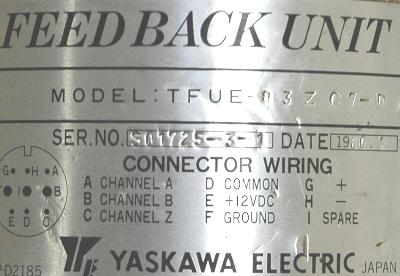 FEED BACK UNIT
MODEL: TFUE-03Z07-D
SER.NO. DATE
CONNECTOR WIRING
A CHANNEL A D COMMON G +
B CHANNEL B E +12VDC H -
C CHANNEL Z F GROUND I SPARE
G H A
I B
E D C
D2185 YASKAWA ELECTRIC JAPAN